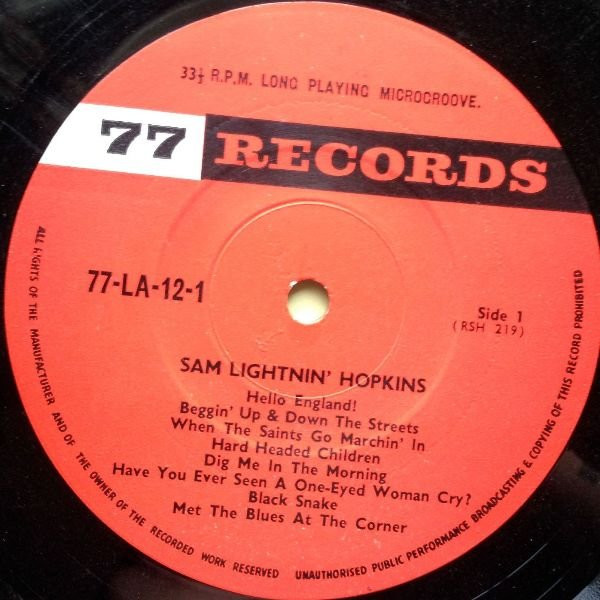 33⅓ R.P.M. LONG PLAYING MICROGROOVE.
77 RECORDS
77-LA-12-1
Side 1
(RSH 219)
SAM LIGHTNIN' HOPKINS
Hello England!
Beggin' Up & Down The Streets
When The Saints Go Marchin' In
Hard Headed Children
Dig Me In The Morning
Have You Ever Seen A One-Eyed Woman Cry?
Black Snake
Met The Blues At The Corner
ALL RIGHTS OF THE MANUFACTURER AND OF THE OWNER OF THE RECORDED WORK RESERVED UNAUTHORISED PUBLIC PERFORMANCE BROADCASTING & COPYING OF THIS RECORD PROHIBITED